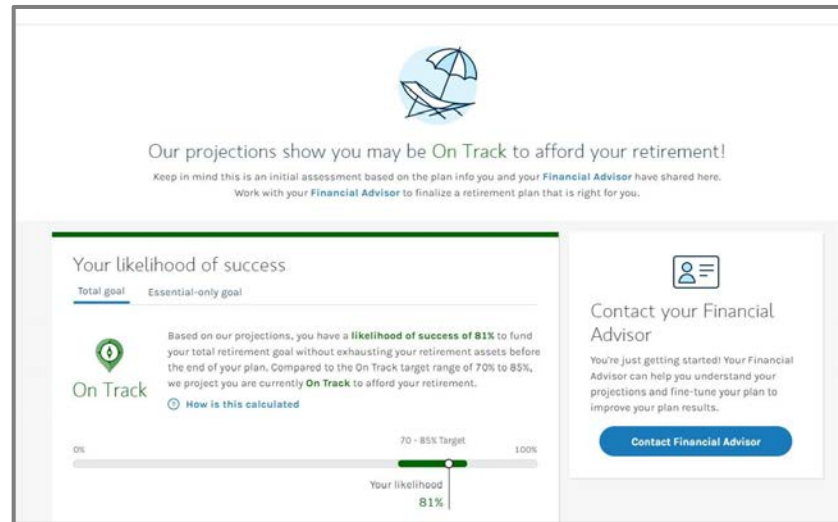 Our projections show you may be On Track to afford your retirement!
Keep in mind this is an initial assessment based on the plan info you and your Financial Advisor have shared here.
Work with your Financial Advisor to finalize a retirement plan that is right for you.
Your likelihood of success
Total goal Essential-only goal
On Track
Based on our projections, you have a likelihood of success of 81% to fund
your total retirement goal without exhausting your retirement assets before
the end of your plan. Compared to the On Track target range of 70% to 85%,
we project you are currently On Track to afford your retirement.
How is this calculated
0%
70 - 85% Target
100%
Your likelihood
81%
Contact your Financial
Advisor
You're just getting started! Your Financial
Advisor can help you understand your
projections and fine-tune your plan to
improve your plan results.
Contact Financial Advisor